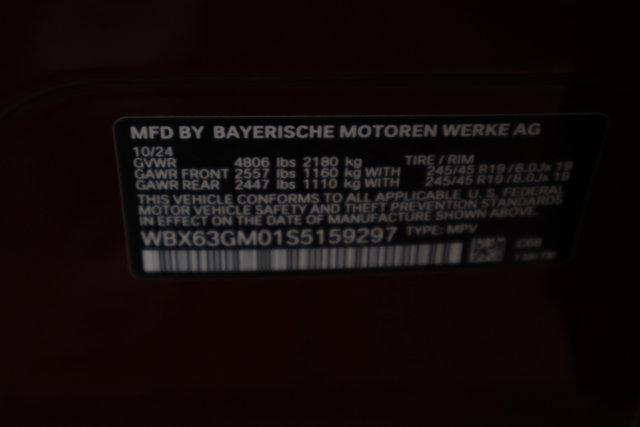 MFD BY BAYERISCHE MOTOREN WERKE AG
10/24
GVWR 4806 lbs 2180 kg TIRE / RIM
GAWR FRONT 2557 lbs 1160 kg WITH 245/45 R19 / 8.0Jx 19
GAWR REAR 2447 lbs 1110 kg WITH 245/45 R19 / 8.0Jx 19
THIS VEHICLE CONFORMS TO ALL APPLICABLE U. S. FEDERAL
MOTOR VEHICLE SAFETY AND THEFT PREVENTION STANDARDS
IN EFFECT ON THE DATE OF MANUFACTURE SHOWN ABOVE.
WBX63GM01S5159297 TYPE: MPV